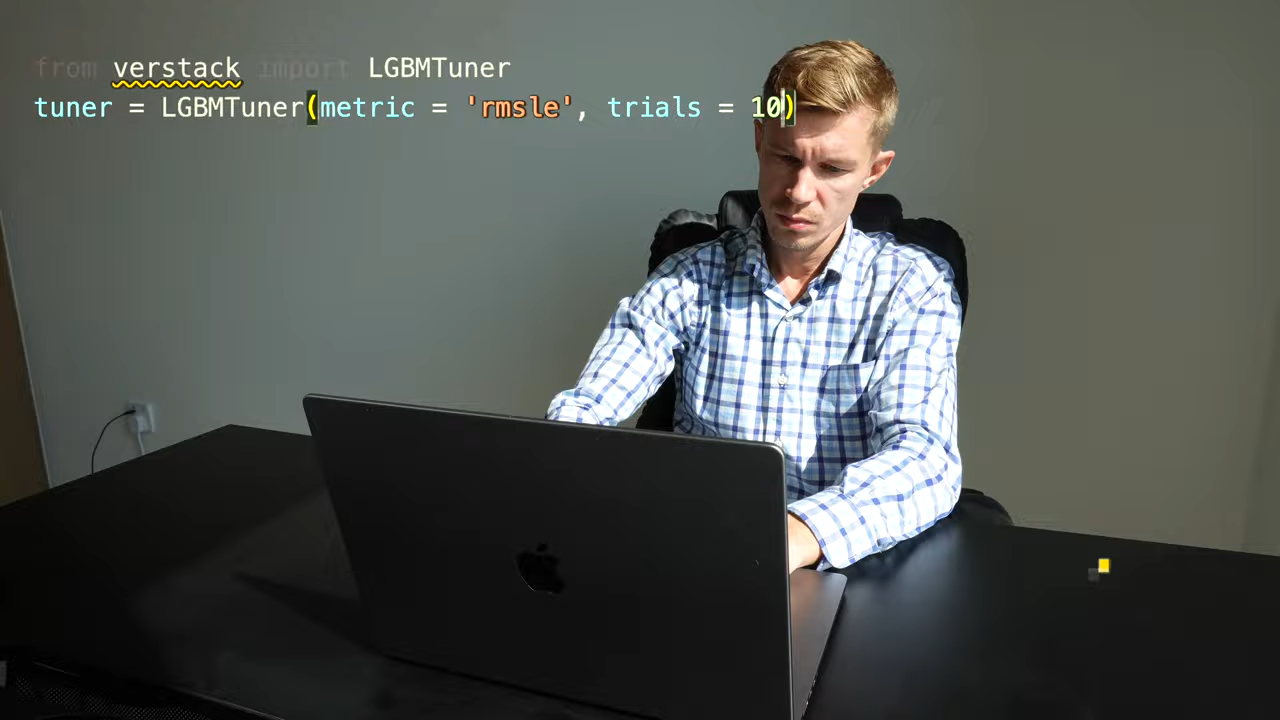 from verstack import LGBMTuner
tuner = LGBMTuner(metric = 'rmsle', trials = 10)